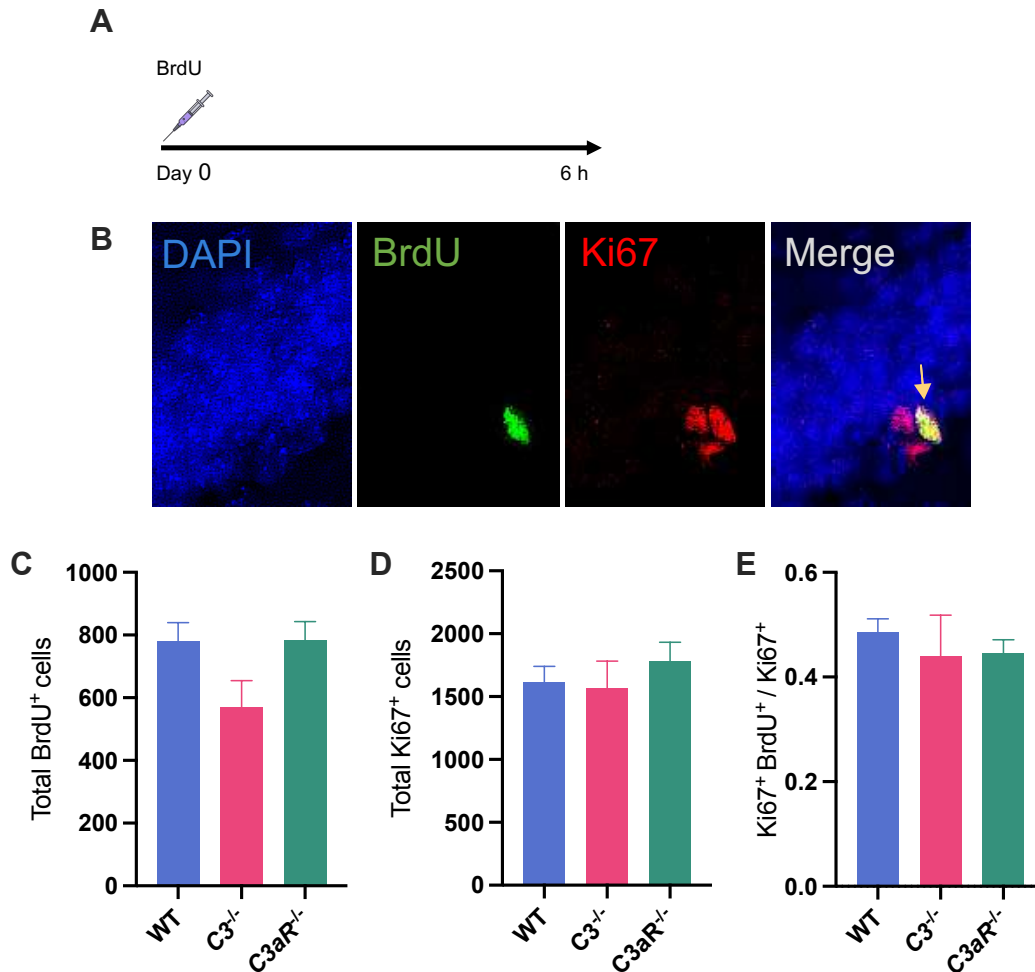 A
BrdU
Day 0
6 h
B
DAPI
BrdU
Ki67
Merge
C
Total BrdU⁺ cells
1000
800
600
400
200
0
WT
C3⁻/⁻
C3aR⁻/⁻
D
Total Ki67⁺ cells
2500
2000
1500
1000
500
0
WT
C3⁻/⁻
C3aR⁻/⁻
E
Ki67⁺ BrdU⁺ / Ki67⁺
0.6
0.4
0.2
0.0
WT
C3⁻/⁻
C3aR⁻/⁻